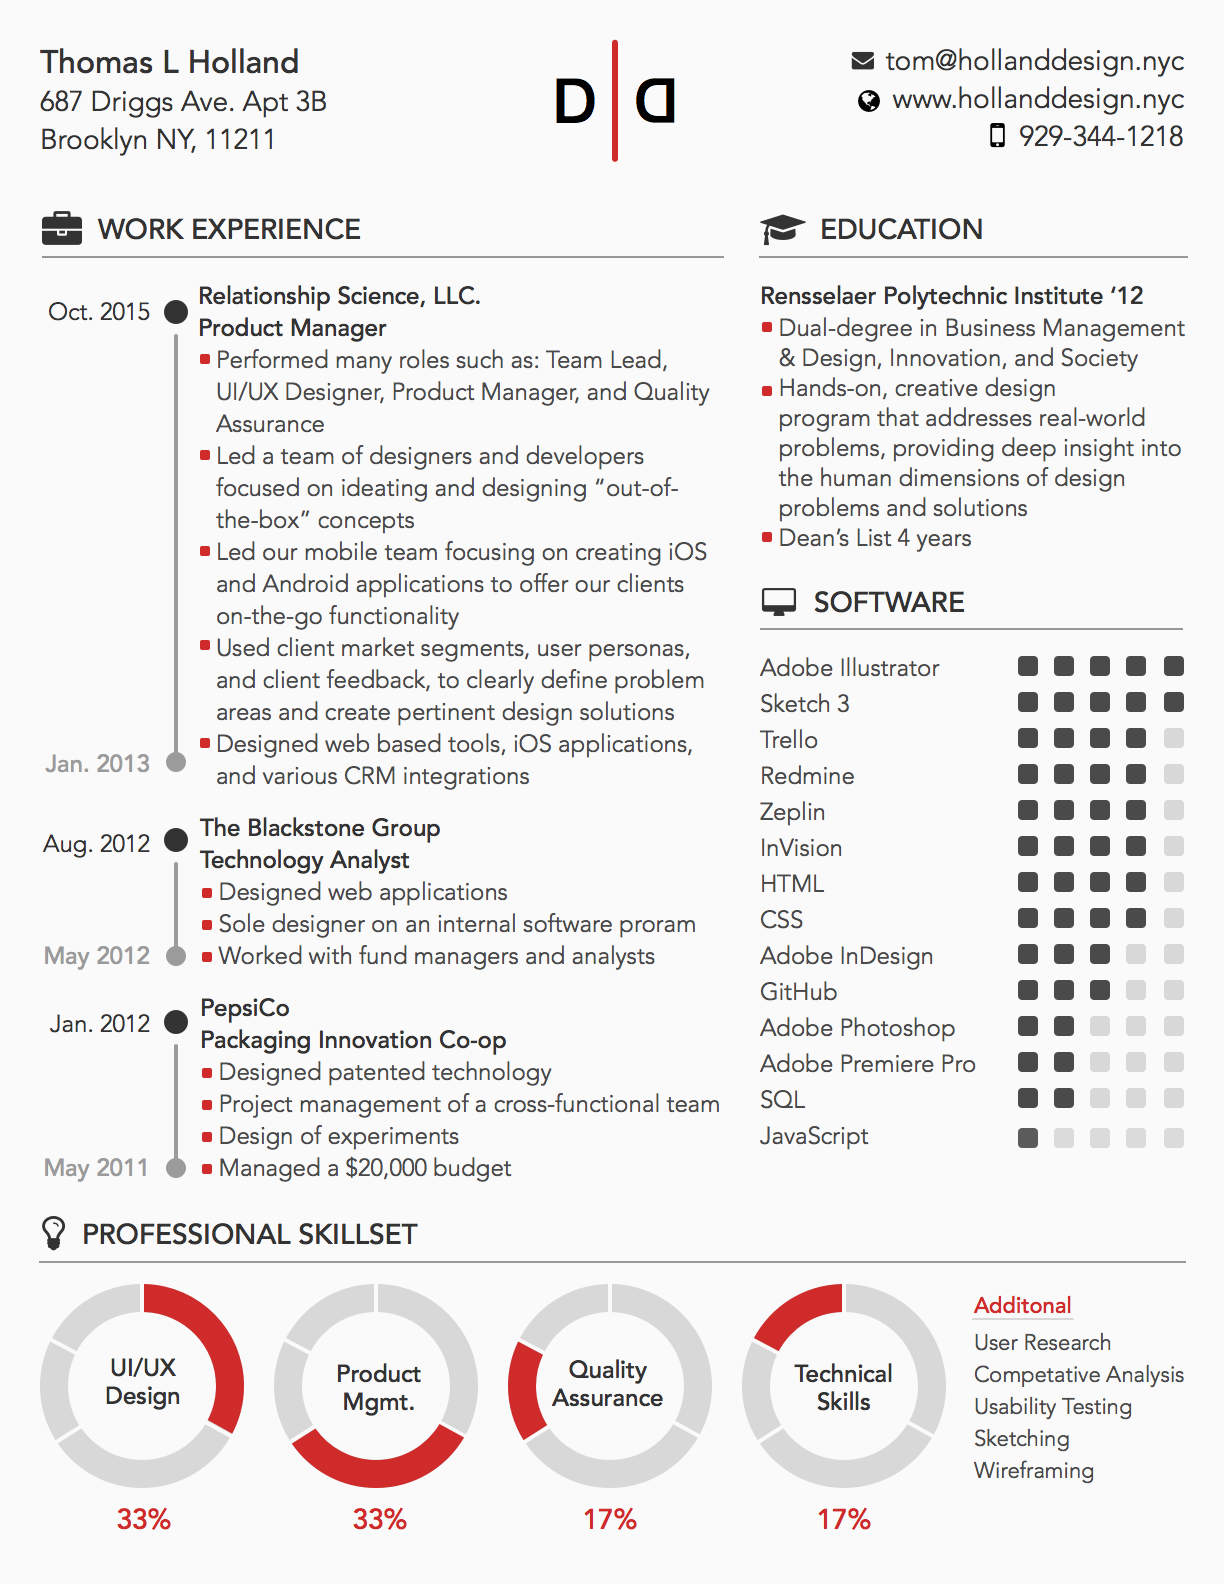 Thomas L Holland
687 Driggs Ave. Apt 3B
Brooklyn NY, 11211
D D
tom@hollanddesign.nyc
www.hollanddesign.nyc
929-344-1218
WORK EXPERIENCE
Oct. 2015
Relationship Science, LLC.
Product Manager
Performed many roles such as: Team Lead,
UI/UX Designer, Product Manager, and Quality
Assurance
Led a team of designers and developers
focused on ideating and designing “out-of-
the-box” concepts
Led our mobile team focusing on creating iOS
and Android applications to offer our clients
on-the-go functionality
Used client market segments, user personas,
and client feedback, to clearly define problem
areas and create pertinent design solutions
Jan. 2013
Designed web based tools, iOS applications,
and various CRM integrations
Aug. 2012
The Blackstone Group
Technology Analyst
Designed web applications
Sole designer on an internal software proram
May 2012
Worked with fund managers and analysts
Jan. 2012
PepsiCo
Packaging Innovation Co-op
Designed patented technology
Project management of a cross-functional team
Design of experiments
May 2011
Managed a $20,000 budget
EDUCATION
Rensselaer Polytechnic Institute ‘12
Dual-degree in Business Management
& Design, Innovation, and Society
Hands-on, creative design
program that addresses real-world
problems, providing deep insight into
the human dimensions of design
problems and solutions
Dean’s List 4 years
SOFTWARE
Adobe Illustrator
Sketch 3
Trello
Redmine
Zeplin
InVision
HTML
CSS
Adobe InDesign
GitHub
Adobe Photoshop
Adobe Premiere Pro
SQL
JavaScript
PROFESSIONAL SKILLSET
UI/UX
Design
33%
Product
Mgmt.
33%
Quality
Assurance
17%
Technical
Skills
17%
Additonal
User Research
Competative Analysis
Usability Testing
Sketching
Wireframing